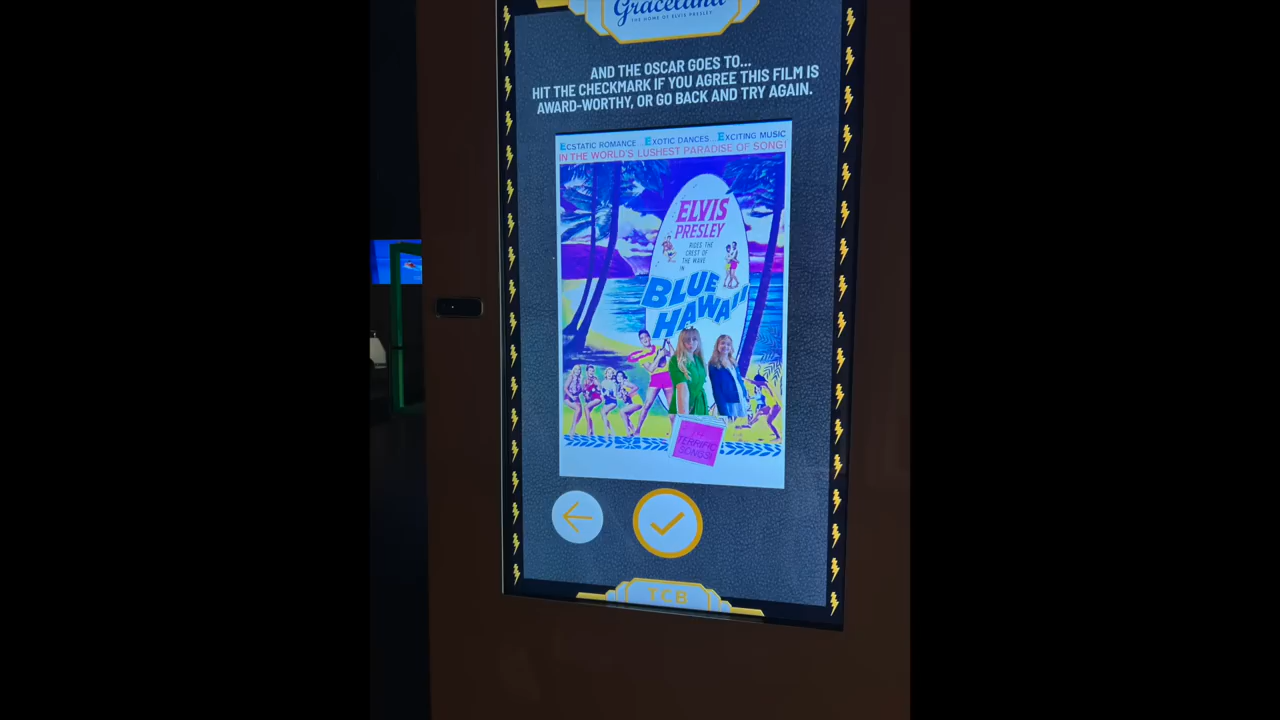 Graceland
THE HOME OF ELVIS PRESLEY
AND THE OSCAR GOES TO...
HIT THE CHECKMARK IF YOU AGREE THIS FILM IS
AWARD-WORTHY, OR GO BACK AND TRY AGAIN.
ECSTATIC ROMANCE...EXOTIC DANCES...EXCITING MUSIC
IN THE WORLD'S LUSHEST PARADISE OF SONG!
ELVIS
PRESLEY
RIDES THE
CREST OF
THE WAVE
IN
BLUE
HAWAII
TERRIFIC
SONGS!
TCB